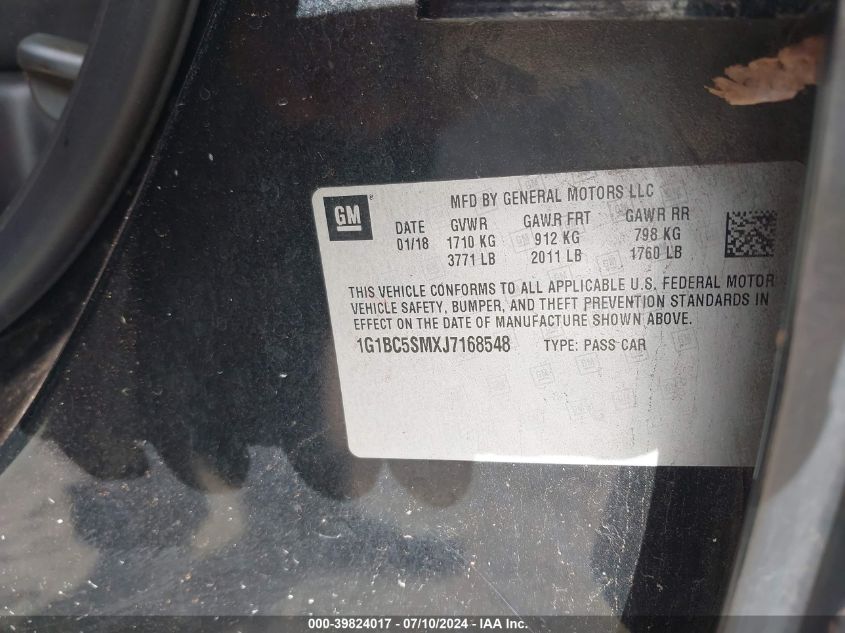 GM
®
MFD BY GENERAL MOTORS LLC
DATE GVWR GAWR FRT GAWR RR
01/18 1710 KG 912 KG 798 KG
3771 LB 2011 LB 1760 LB
THIS VEHICLE CONFORMS TO ALL APPLICABLE U.S. FEDERAL MOTOR
VEHICLE SAFETY, BUMPER, AND THEFT PREVENTION STANDARDS IN
EFFECT ON THE DATE OF MANUFACTURE SHOWN ABOVE.
1G1BC5SMXJ7168548 TYPE: PASS CAR
000-39824017 - 07/10/2024 - IAA Inc.